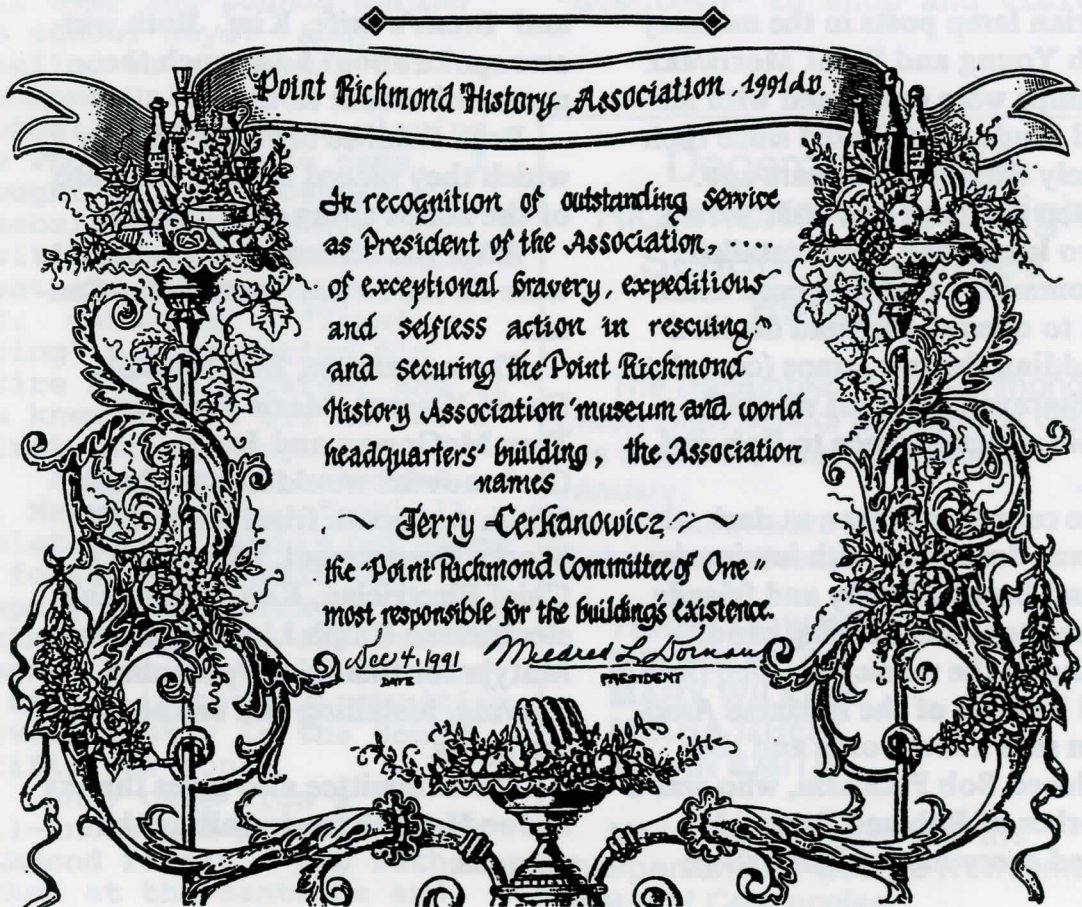 Point Richmond History Association, 1991 A.D.
In recognition of outstanding service
as President of the Association, ....
of exceptional bravery, expeditious
and selfless action in rescuing
and securing the Point Richmond
History Association museum and world
headquarters building, the Association
names
Jerry Cerkanowicz
the "Point Richmond Committee of One"
most responsible for the building's existence.
Dec 4, 1991 Mildred L. Dornan
DATE PRESIDENT